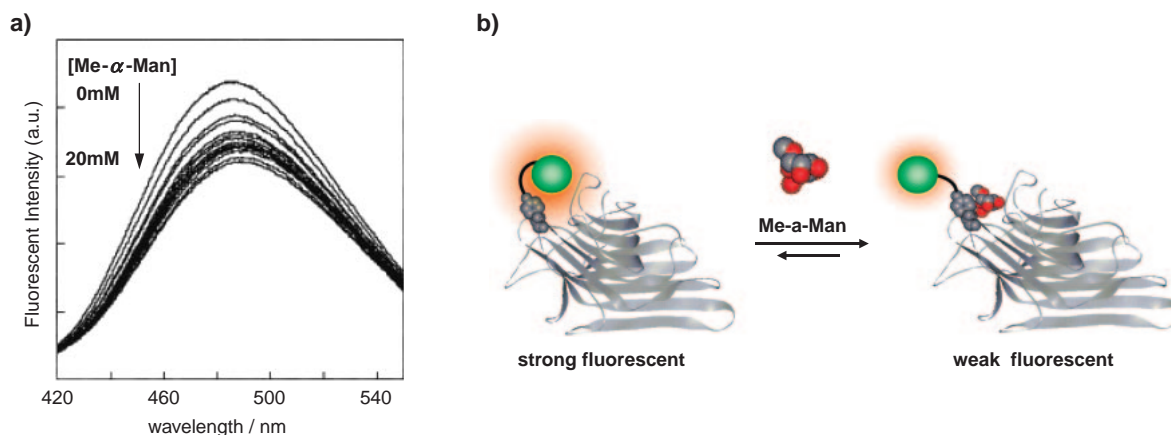 a)
[Me-α-Man]
0mM
20mM
Fluorescent Intensity (a.u.)
420
460
500
540
wavelength / nm
b)
Me-a-Man
strong fluorescent
weak fluorescent